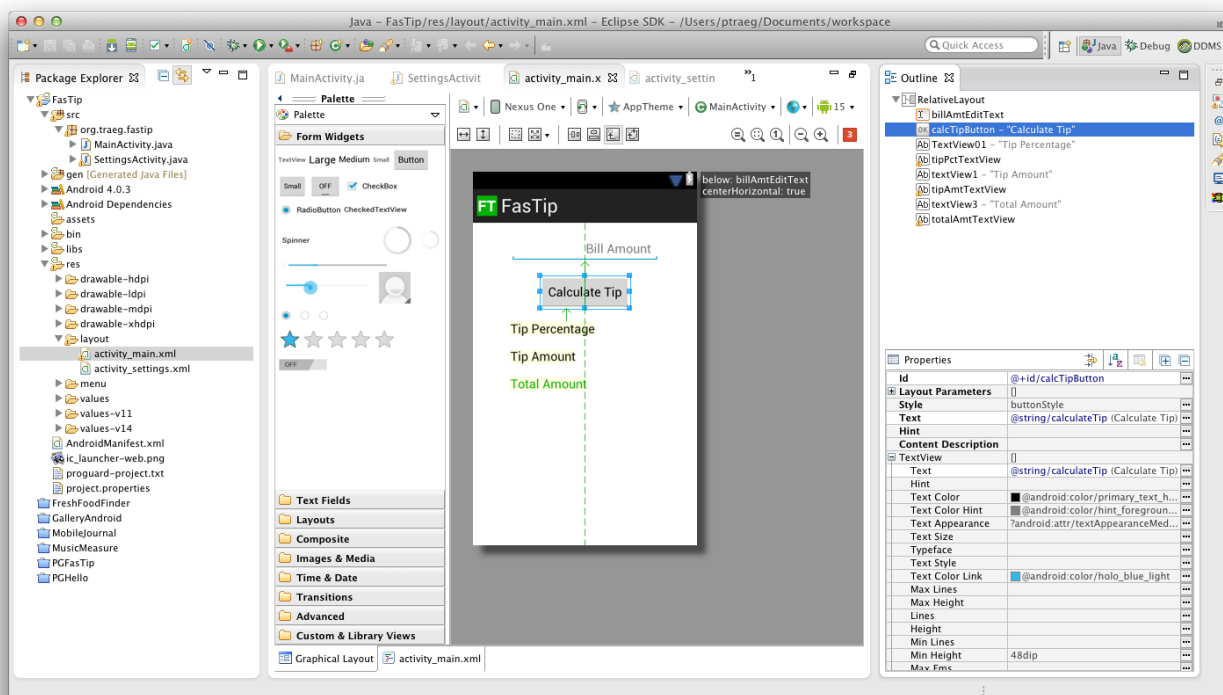 Java – FasTip/res/layout/activity_main.xml – Eclipse SDK – /Users/ptraeg/Documents/workspace
Quick Access
Java
Debug
DDMS
Package Explorer
FasTip
src
org.traeg.fastip
MainActivity.java
SettingsActivity.java
gen [Generated Java Files]
Android 4.0.3
Android Dependencies
assets
bin
libs
res
drawable-hdpi
drawable-ldpi
drawable-mdpi
drawable-xhdpi
layout
activity_main.xml
activity_settings.xml
menu
values
values-v11
values-v14
AndroidManifest.xml
ic_launcher-web.png
proguard-project.txt
project.properties
FreshFoodFinder
GalleryAndroid
MobileJournal
MusicMeasure
PGFasTip
PGHello
MainActivity.ja
SettingsActivit
activity_main.x
activity_settin
»1
Palette
Palette
Form Widgets
TextView Large Medium Small Button
Small OFF CheckBox
RadioButton CheckedTextView
Spinner
OFF
Text Fields
Layouts
Composite
Images & Media
Time & Date
Transitions
Advanced
Custom & Library Views
Graphical Layout
activity_main.xml
Nexus One
AppTheme
MainActivity
15
3
below: billAmtEditText
centerHorizontal: true
FT FasTip
Bill Amount
Calculate Tip
Tip Percentage
Tip Amount
Total Amount
Outline
RelativeLayout
billAmtEditText
calcTipButton – "Calculate Tip"
TextView01 – "Tip Percentage"
tipPctTextView
textView1 – "Tip Amount"
tipAmtTextView
textView3 – "Total Amount"
totalAmtTextView
Properties
Id @+id/calcTipButton
Layout Parameters []
Style buttonStyle
Text @string/calculateTip (Calculate Tip)
Hint
Content Description
TextView []
Text @string/calculateTip (Calculate Tip)
Hint
Text Color @android:color/primary_text_h...
Text Color Hint @android:color/hint_foregroun...
Text Appearance ?android:attr/textAppearanceMed...
Text Size
Typeface
Text Style
Text Color Link @android:color/holo_blue_light
Max Lines
Max Height
Lines
Height
Min Lines
Min Height 48dip
Max Ems